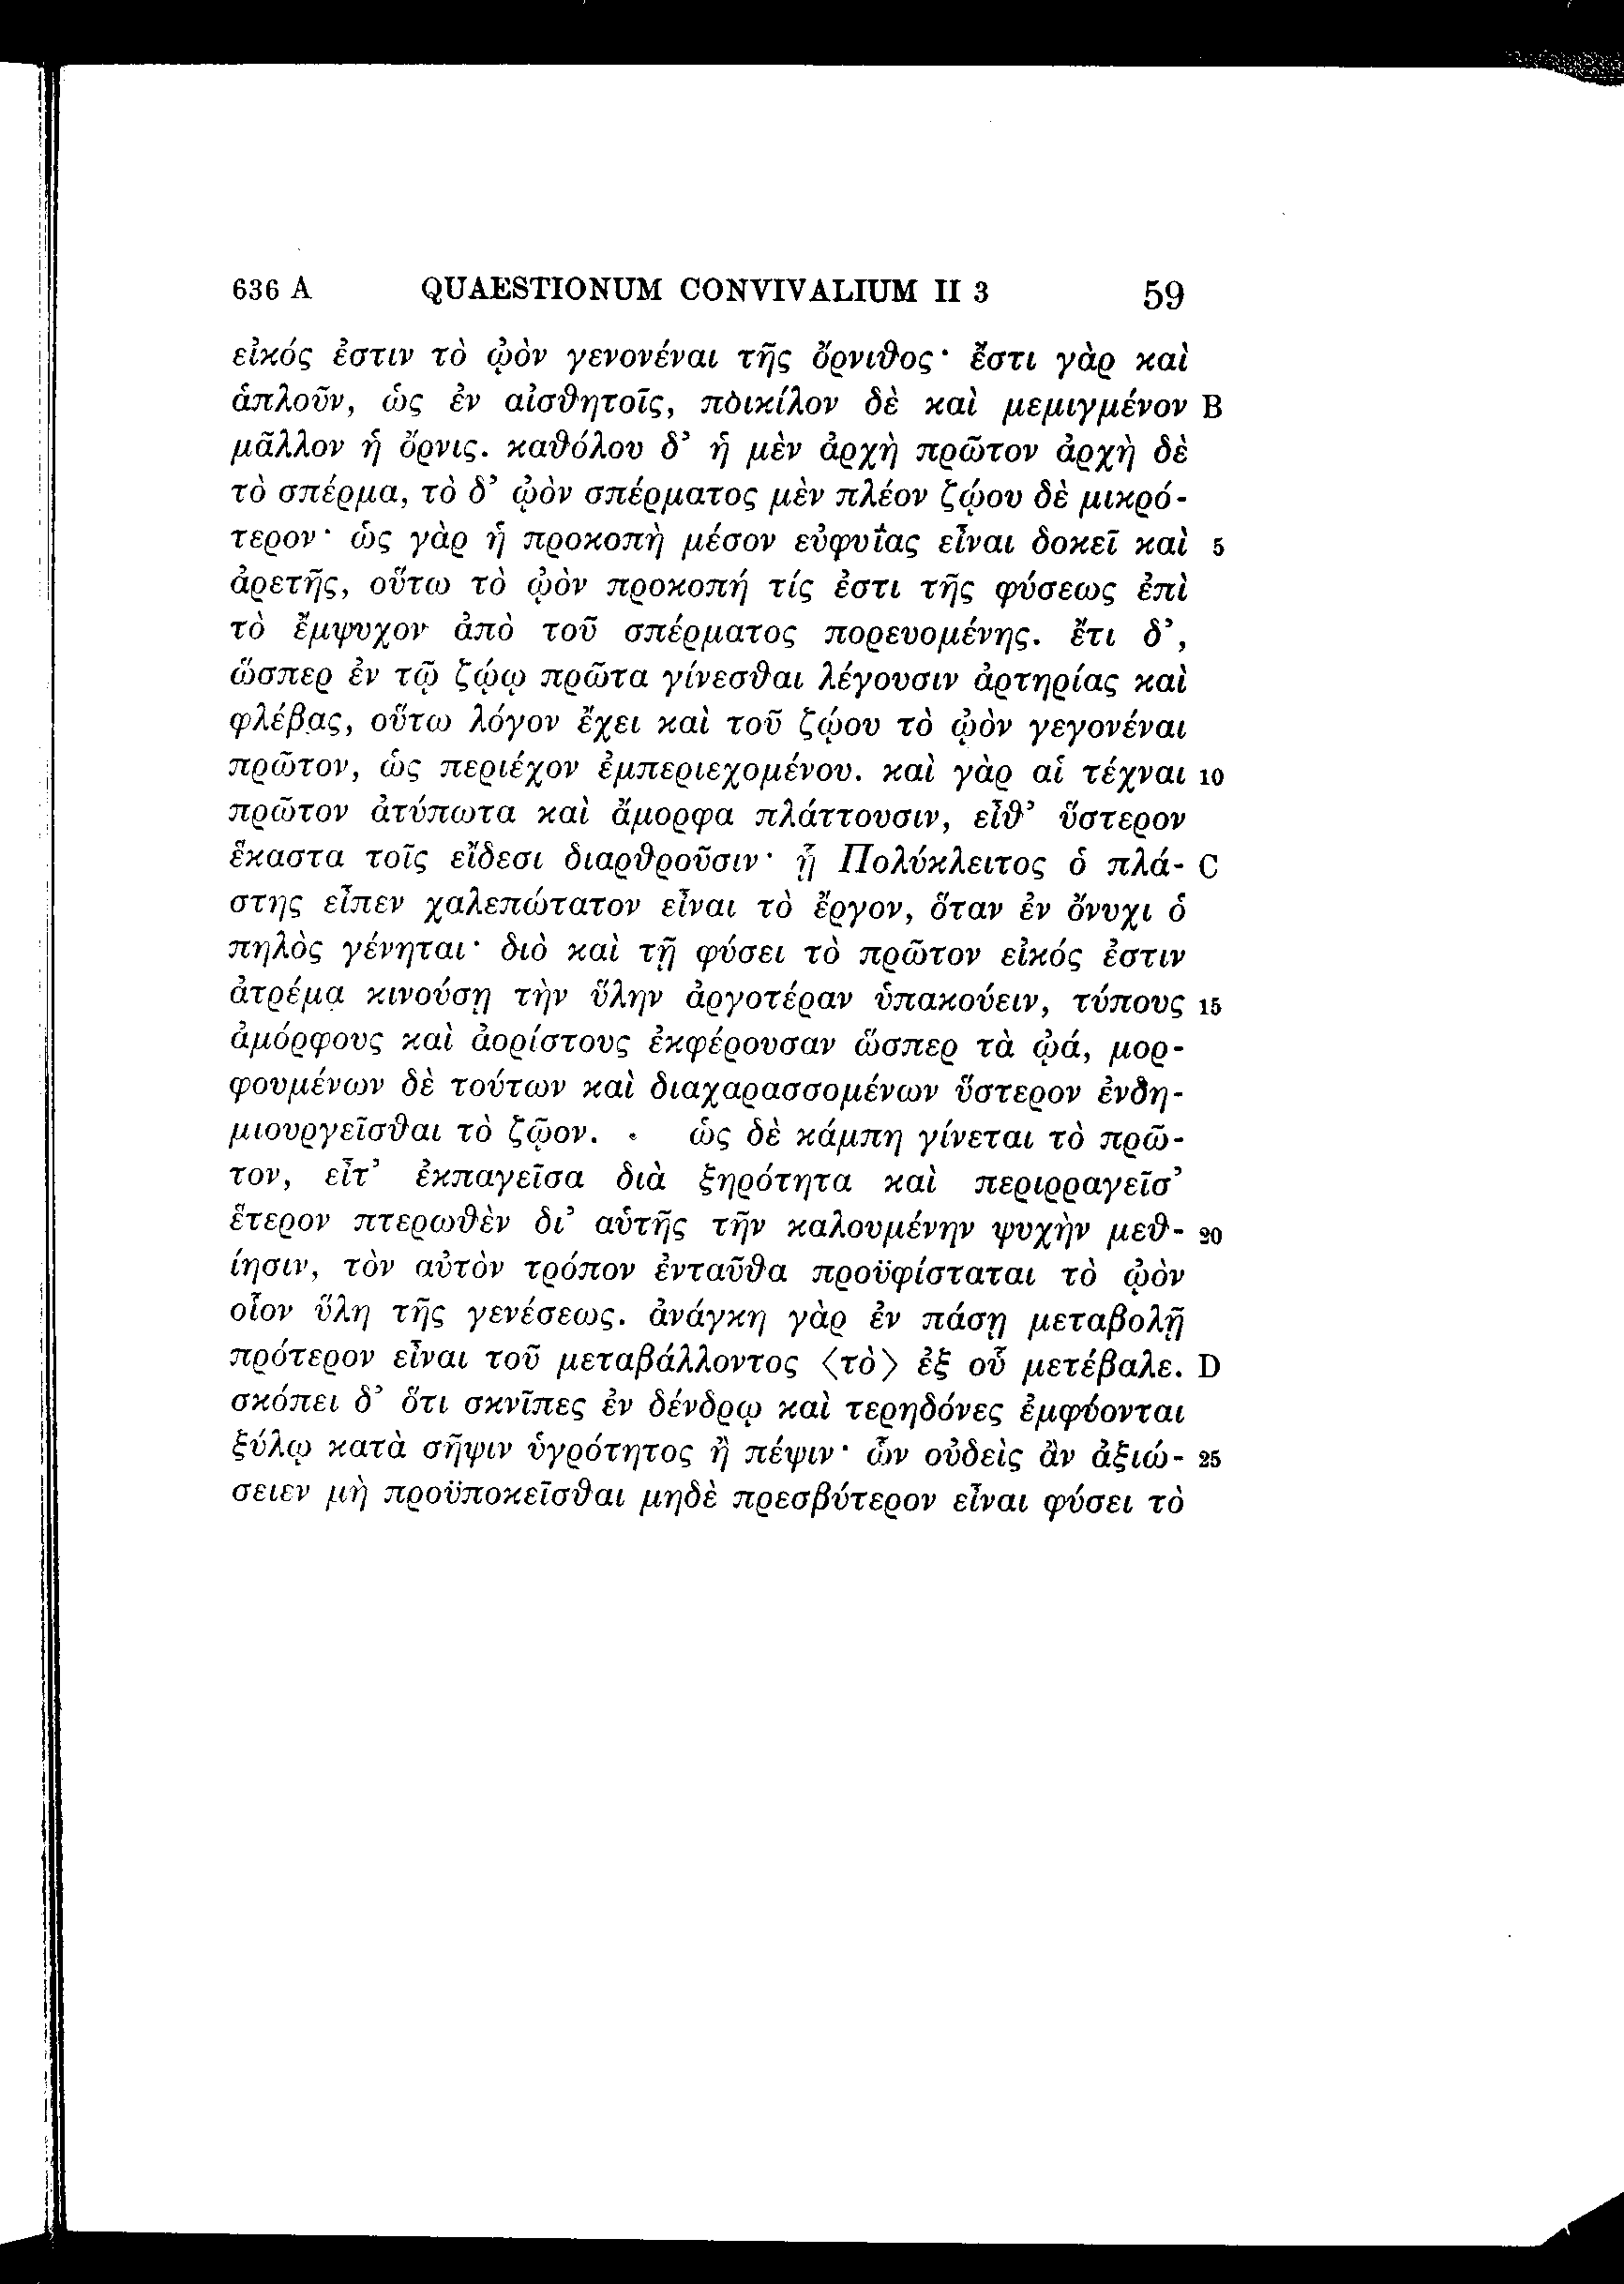 636 A QUAESTIONUM CONVIVALIUM II 3 59
εἰκός ἐστιν τὸ ᾠὸν γενονέναι τῆς ὄρνιθος· ἔστι γὰρ καὶ
ἁπλοῦν, ὡς ἐν αἰσθητοῖς, ποικίλον δὲ καὶ μεμιγμένον B
μᾶλλον ἡ ὄρνις. καθόλου δ’ ἡ μὲν ἀρχὴ πρῶτον ἀρχὴ δὲ
τὸ σπέρμα, τὸ δ’ ᾠὸν σπέρματος μὲν πλέον ζῴου δὲ μικρό-
τερον· ὡς γὰρ ἡ προκοπὴ μέσον εὐφυΐας εἶναι δοκεῖ καὶ 5
ἀρετῆς, οὕτω τὸ ᾠὸν προκοπή τίς ἐστι τῆς φύσεως ἐπὶ
τὸ ἔμψυχον ἀπὸ τοῦ σπέρματος πορευομένης. ἔτι δ’,
ὥσπερ ἐν τῷ ζῴῳ πρῶτα γίνεσθαι λέγουσιν ἀρτηρίας καὶ
φλέβας, οὕτω λόγον ἔχει καὶ τοῦ ζῴου τὸ ᾠὸν γεγονέναι
πρῶτον, ὡς περιέχον ἐμπεριεχομένου. καὶ γὰρ αἱ τέχναι 10
πρῶτον ἀτύπωτα καὶ ἄμορφα πλάττουσιν, εἶθ’ ὕστερον
ἕκαστα τοῖς εἴδεσι διαρθροῦσιν· ᾗ Πολύκλειτος ὁ πλά- C
στης εἶπεν χαλεπώτατον εἶναι τὸ ἔργον, ὅταν ἐν ὄνυχι ὁ
πηλὸς γένηται· διὸ καὶ τῇ φύσει τὸ πρῶτον εἰκός ἐστιν
ἀτρέμα κινούσῃ τὴν ὕλην ἀργοτέραν ὑπακούειν, τύπους 15
ἀμόρφους καὶ ἀορίστους ἐκφέρουσαν ὥσπερ τὰ ᾠά, μορ-
φουμένων δὲ τούτων καὶ διαχαρασσομένων ὕστερον ἐνδη-
μιουργεῖσθαι τὸ ζῷον. ὡς δὲ κάμπη γίνεται τὸ πρῶ-
τον, εἶτ’ ἐκπαγεῖσα διὰ ξηρότητα καὶ περιρραγεῖσ’
ἕτερον πτερωθὲν δι’ αὑτῆς τῆν καλουμένην ψυχὴν μεθ- 20
ίησιν, τὸν αὐτὸν τρόπον ἐνταῦθα προϋφίσταται τὸ ᾠὸν
οἷον ὕλη τῆς γενέσεως. ἀνάγκη γὰρ ἐν πάσῃ μεταβολῇ
πρότερον εἶναι τοῦ μεταβάλλοντος ⟨τὸ⟩ ἐξ οὗ μετέβαλε. D
σκόπει δ’ ὅτι σκνῖπες ἐν δένδρῳ καὶ τερηδόνες ἐμφύονται
ξύλῳ κατὰ σῆψιν ὑγρότητος ἢ πέψιν· ὧν οὐδεὶς ἂν ἀξιώ- 25
σειεν μὴ προϋποκεῖσθαι μηδὲ πρεσβύτερον εἶναι φύσει τὸ